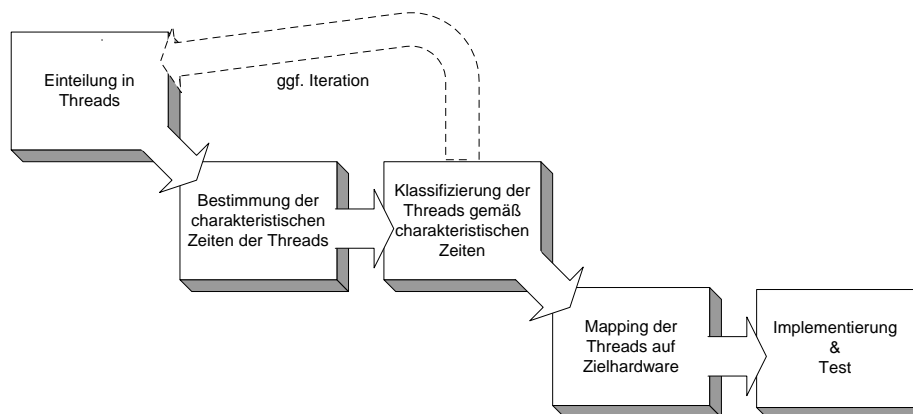 Einteilung in
Threads
ggf. Iteration
Bestimmung der
charakteristischen
Zeiten der Threads
Klassifizierung der
Threads gemäß
charakteristischen
Zeiten
Mapping der
Threads auf
Zielhardware
Implementierung
&
Test